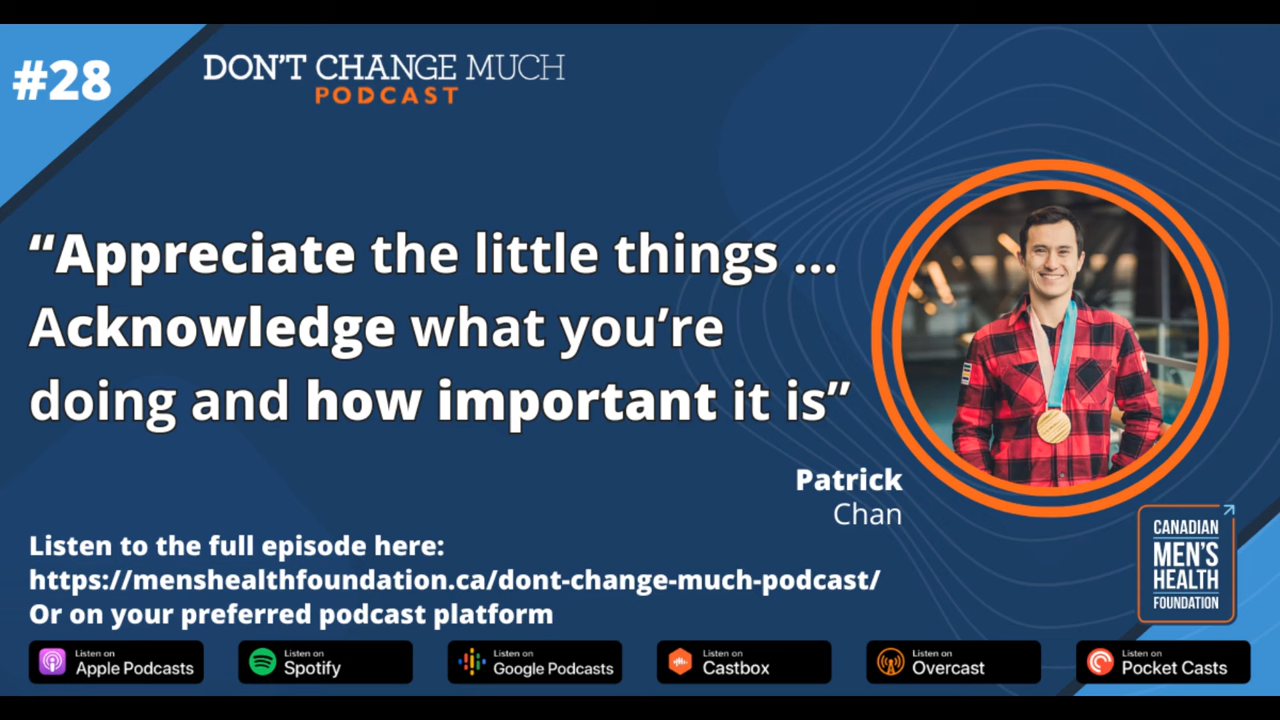 #28
DON'T CHANGE MUCH
PODCAST
“Appreciate the little things ...
Acknowledge what you’re
doing and how important it is”
Patrick
Chan
Listen to the full episode here:
https://menshealthfoundation.ca/dont-change-much-podcast/
Or on your preferred podcast platform
CANADIAN
MEN'S
HEALTH
FOUNDATION
Listen on
Apple Podcasts
Listen on
Spotify
Listen on
Google Podcasts
Listen on
Castbox
Listen on
Overcast
Listen on
Pocket Casts